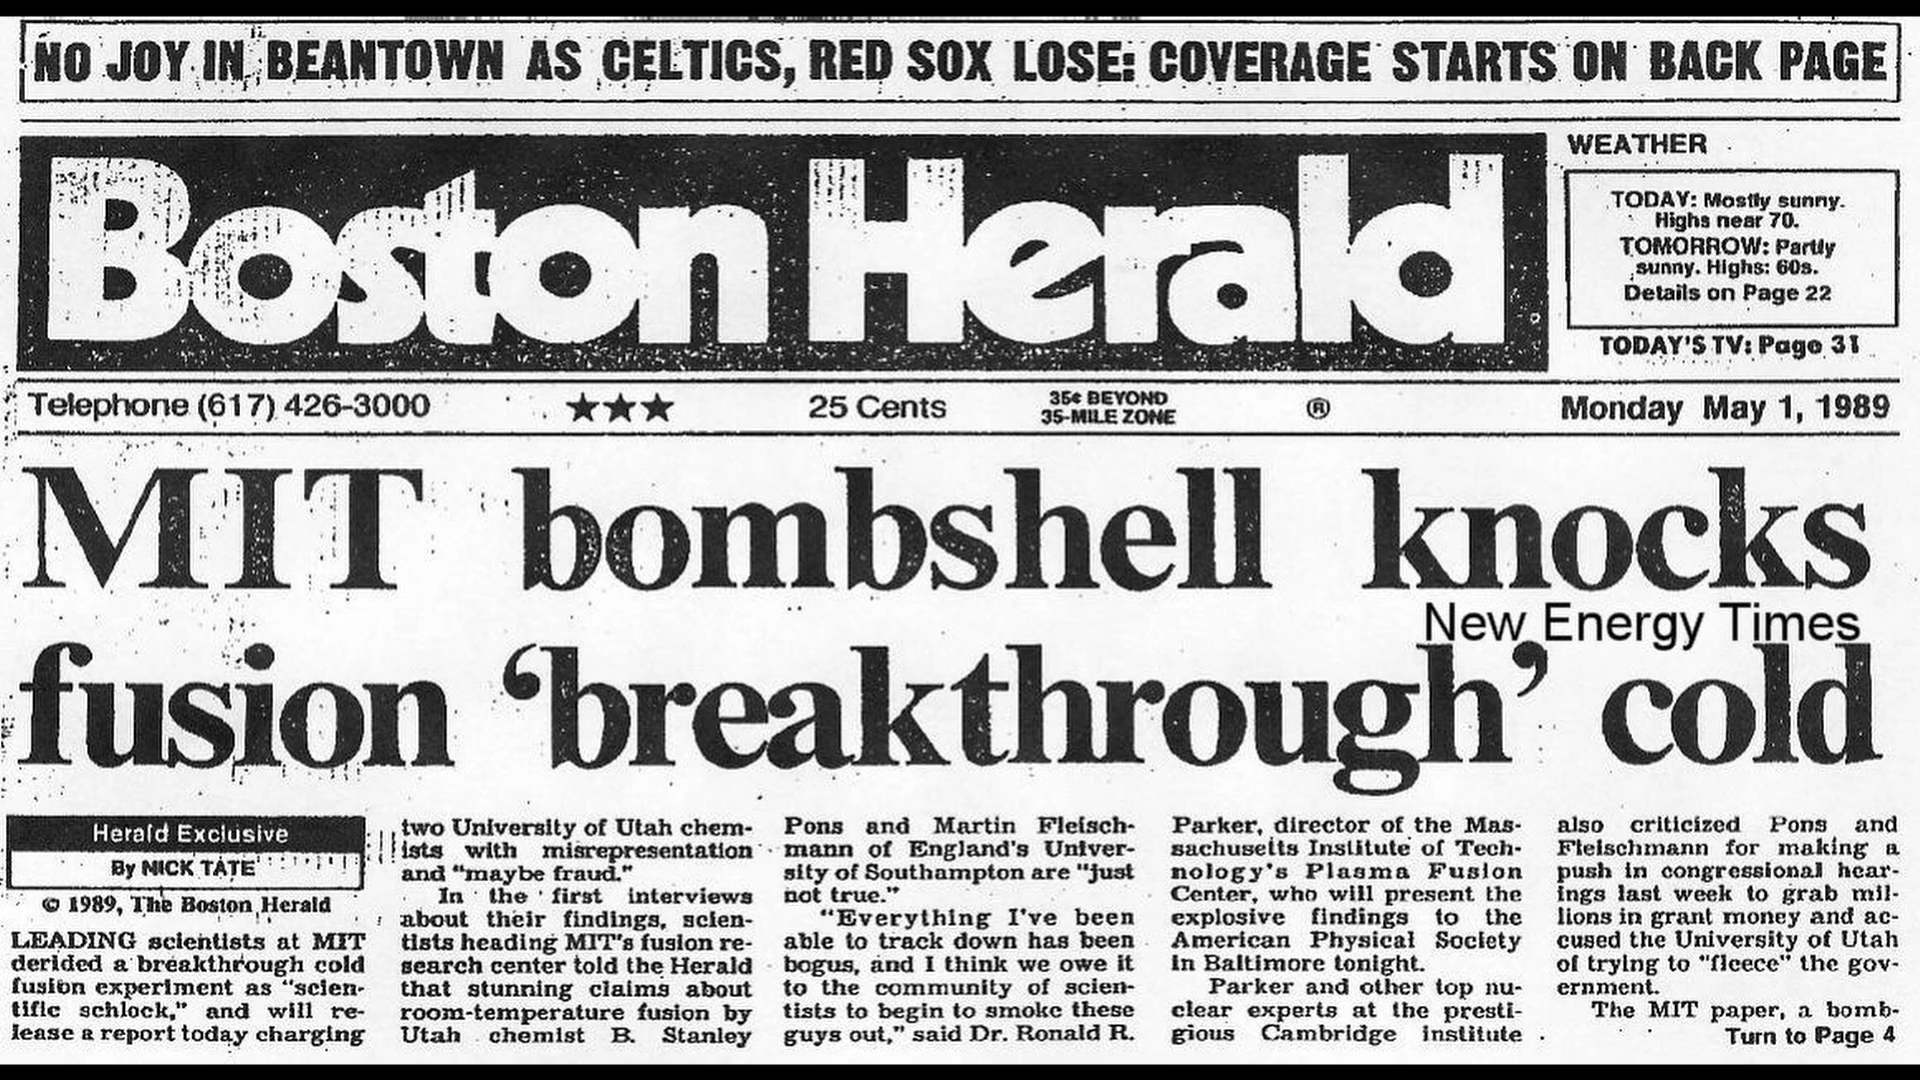 NO JOY IN BEANTOWN AS CELTICS, RED SOX LOSE: COVERAGE STARTS ON BACK PAGE
Boston Herald
WEATHER
TODAY: Mostly sunny.
Highs near 70.
TOMORROW: Partly
sunny. Highs: 60s.
Details on Page 22
TODAY'S TV: Page 31
Telephone (617) 426-3000
25 Cents
35¢ BEYOND
35-MILE ZONE
®
Monday May 1, 1989
MIT bombshell knocks
New Energy Times
fusion ‘breakthrough’ cold
Herald Exclusive
By NICK TATE
© 1989, The Boston Herald
LEADING scientists at MIT
derided a breakthrough cold
fusion experiment as "scien-
tific schlock," and will re-
lease a report today charging
two University of Utah chem-
ists with misrepresentation
and "maybe fraud."
In the first interviews
about their findings, scien-
tists heading MIT's fusion re-
search center told the Herald
that stunning claims about
room-temperature fusion by
Utah chemist B. Stanley
Pons and Martin Fleisch-
mann of England's Univer-
sity of Southampton are "just
not true."
"Everything I've been
able to track down has been
bogus, and I think we owe it
to the community of scien-
tists to begin to smoke these
guys out," said Dr. Ronald R.
Parker, director of the Mas-
sachusetts Institute of Tech-
nology's Plasma Fusion
Center, who will present the
explosive findings to the
American Physical Society
in Baltimore tonight.
Parker and other top nu-
clear experts at the presti-
gious Cambridge institute
also criticized Pons and
Fleischmann for making a
push in congressional hear-
ings last week to grab mil-
lions in grant money and ac-
cused the University of Utah
of trying to "fleece" the gov-
ernment.
The MIT paper, a bomb-
Turn to Page 4